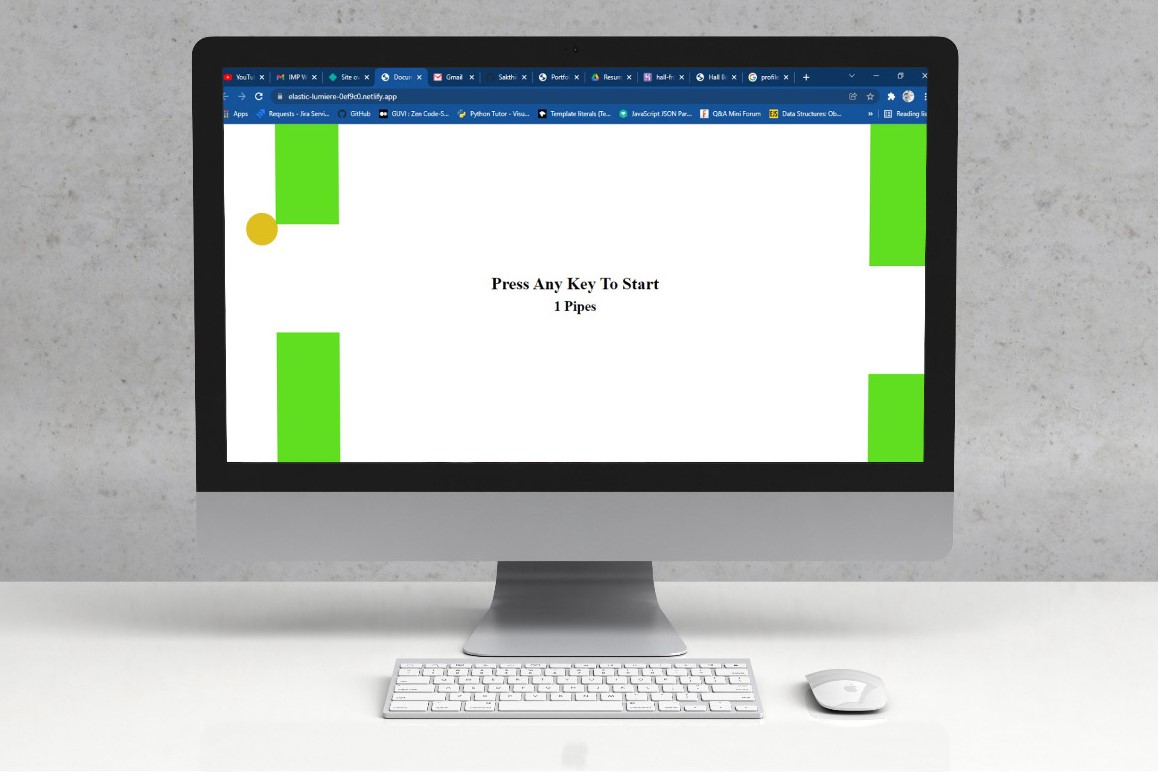 YouTu IMP V Site o Docu Gmail Sakthi Portfo Resum hall-fr Hall B profile
elastic-lumiere-0ef9c0.netlify.app
Apps Requests - Jira Servi... GitHub GUVI : Zen Code-S... Python Tutor - Visu... Template literals (Te... JavaScript JSON Par... Q&A Mini Forum Data Structures: Ob... » Reading lis
Press Any Key To Start
1 Pipes